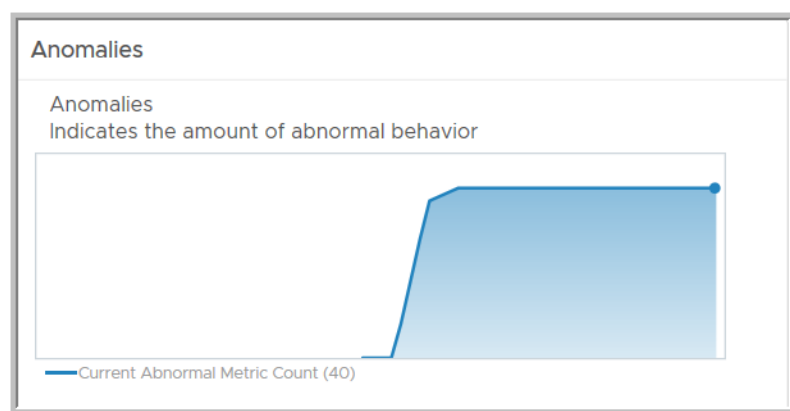 Anomalies
Anomalies
Indicates the amount of abnormal behavior
Current Abnormal Metric Count (40)